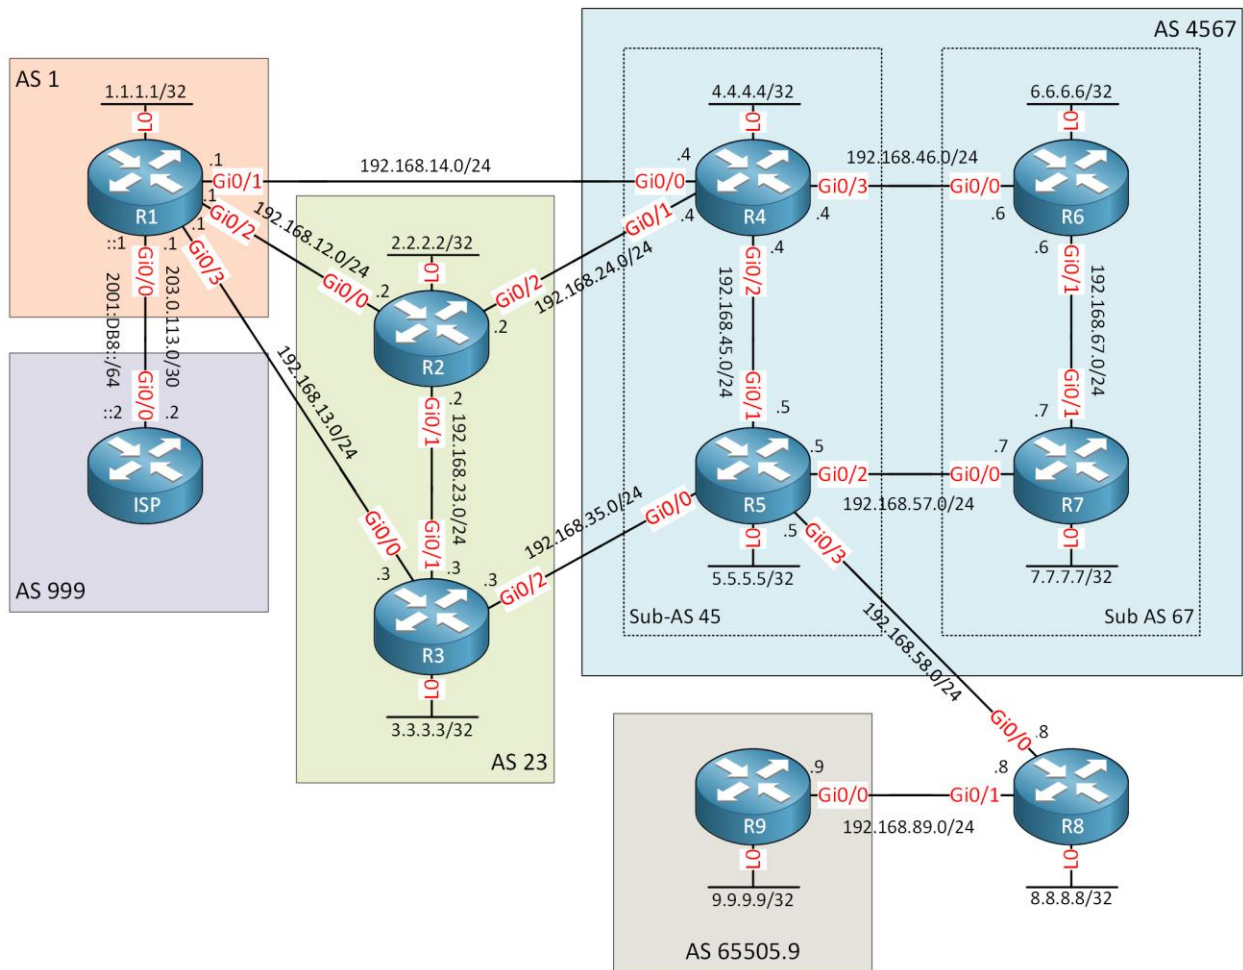 AS 4567
AS 1
1.1.1.1/32
L0
4.4.4.4/32
L0
6.6.6.6/32
L0
.1
Gi0/1
192.168.14.0/24
.4
Gi0/0
R4
192.168.46.0/24
Gi0/3
.4
Gi0/0
.6
R6
R1
.1
Gi0/2
192.168.12.0/24
Gi0/0
.2
.1
Gi0/3
2.2.2.2/32
L0
Gi0/1
.4
192.168.24.0/24
Gi0/2
.2
R2
::1
.1
Gi0/0
2001:DB8::/64
203.0.113.0/30
Gi0/0
::2
.2
ISP
AS 999
192.168.13.0/24
.2
Gi0/1
192.168.23.0/24
Gi0/1
.3
Gi0/0
.3
.3
Gi0/2
192.168.35.0/24
Gi0/0
R3
L0
3.3.3.3/32
AS 23
.4
Gi0/2
192.168.45.0/24
Gi0/1
.5
.6
Gi0/1
192.168.67.0/24
Gi0/1
.7
R5
.5
Gi0/2
192.168.57.0/24
.7
Gi0/0
R7
L0
5.5.5.5/32
.5
Gi0/3
L0
7.7.7.7/32
Sub-AS 45
Sub AS 67
192.168.58.0/24
Gi0/0
.8
R9
.9
Gi0/0
192.168.89.0/24
.8
Gi0/1
R8
L0
9.9.9.9/32
L0
8.8.8.8/32
AS 65505.9